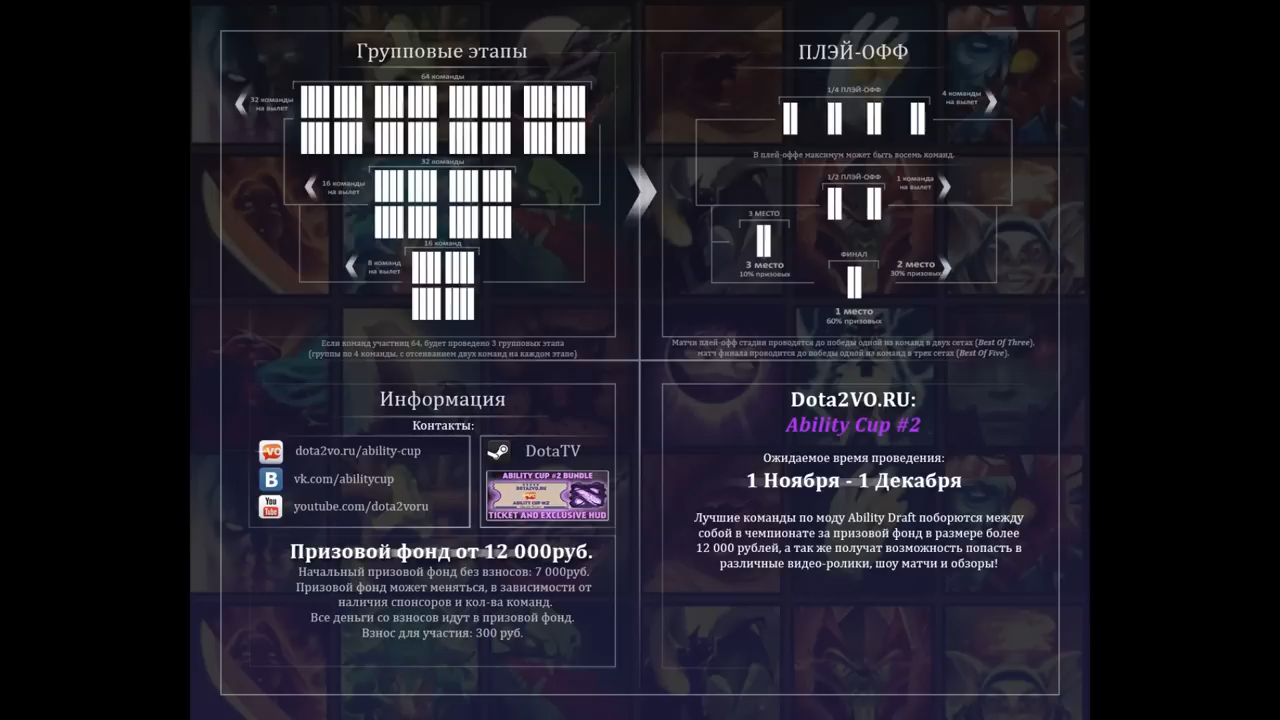 Групповые этапы
64 команды
32 команды
на вылет
32 команды
16 команды
на вылет
16 команд
8 команд
на вылет
Если команд участниц 64, будет проведено 3 групповых этапа
(группы по 4 команды, с отсеиванием двух команд на каждом этапе)
ПЛЭЙ-ОФФ
1/4 ПЛЭЙ-ОФФ
4 команды
на вылет
В плей-оффе максимум может быть восемь команд.
1/2 ПЛЭЙ-ОФФ
1 команда
на вылет
3 МЕСТО
3 место
10% призовых
ФИНАЛ
2 место
30% призовых
1 место
60% призовых
Матчи плей-офф стадии проводятся до победы одной из команд в двух сетах (Best Of Three).
матч финала проводится до победы одной из команд в трех сетах (Best Of Five).
Информация
Контакты:
VO
dota2vo.ru/ability-cup
B
vk.com/abilitycup
You
Tube
youtube.com/dota2voru
DotaTV
ABILITY CUP #2 BUNDLE
DOTA2VO.RU
ABILITY CUP #2
TICKET AND EXCLUSIVE HUD
Призовой фонд от 12 000руб.
Начальный призовой фонд без взносов: 7 000руб.
Призовой фонд может меняться, в зависимости от
наличия спонсоров и кол-ва команд.
Все деньги со взносов идут в призовой фонд.
Взнос для участия: 300 руб.
Dota2VO.RU:
Ability Cup #2
Ожидаемое время проведения:
1 Ноября - 1 Декабря
Лучшие команды по моду Ability Draft поборются между
собой в чемпионате за призовой фонд в размере более
12 000 рублей, а так же получат возможность попасть в
различные видео-ролики, шоу матчи и обзоры!